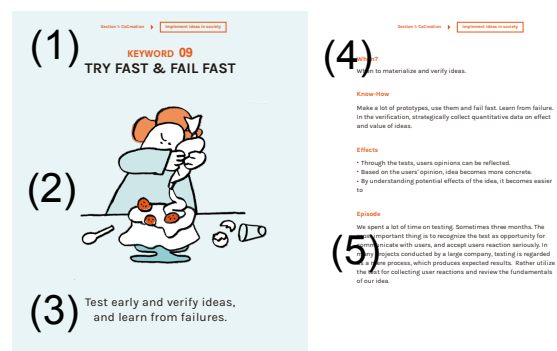 Section 1: CoCreation ▶ Implement ideas in society
(1)
KEYWORD 09
TRY FAST & FAIL FAST
(2)
(3)
Test early and verify ideas,
and learn from failures.
Section 1: CoCreation ▶ Implement ideas in society
(4)
When?
When to materialize and verify ideas.
Know-How
Make a lot of prototypes, use them and fail fast. Learn from failure.
In the verification, strategically collect quantitative data on effect
and value of ideas.
Effects
• Through the tests, users opinions can be reflected.
• Based on the users' opinion, idea becomes more concrete.
• By understanding potential effects of the idea, it becomes easier
to
Episode
We spent a lot of time on testing. Sometimes three months. The
most important thing is to recognize the test as opportunity for
communicate with users, and accept users reaction seriously. In
(5)
many projects conducted by a large company, testing is regarded
as a mere process, which produces expected results. Rather utilize
the test for collecting user reactions and review the fundamentals
of our idea.